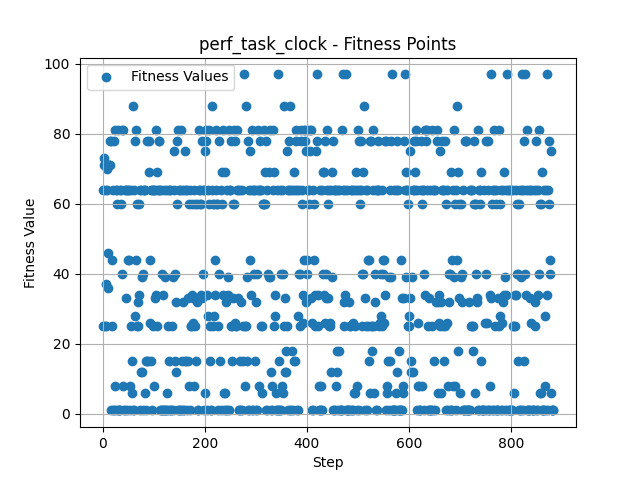 perf_task_clock - Fitness Points
Fitness Values
100
80
60
40
20
0
Fitness Value
0 200 400 600 800
Step